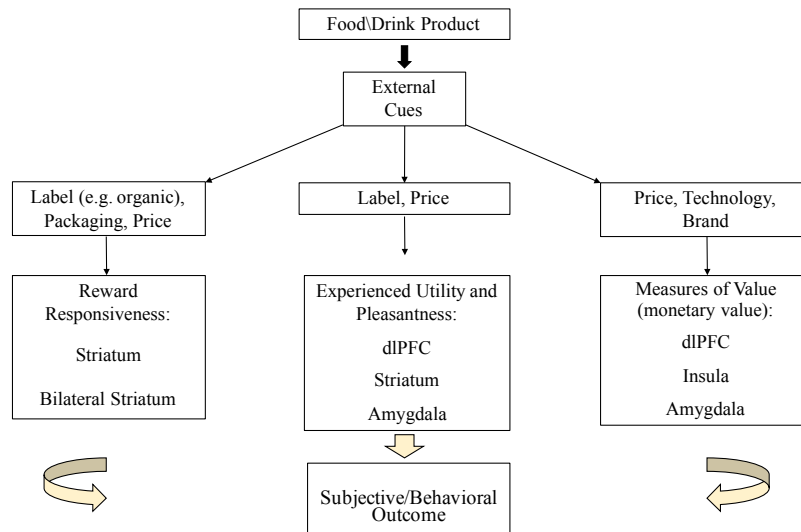 Food\Drink Product
External
Cues
Label (e.g. organic),
Packaging, Price
Label, Price
Price, Technology,
Brand
Reward
Responsiveness:
Striatum
Bilateral Striatum
Experienced Utility and
Pleasantness:
dlPFC
Striatum
Amygdala
Measures of Value
(monetary value):
dlPFC
Insula
Amygdala
Subjective/Behavioral
Outcome